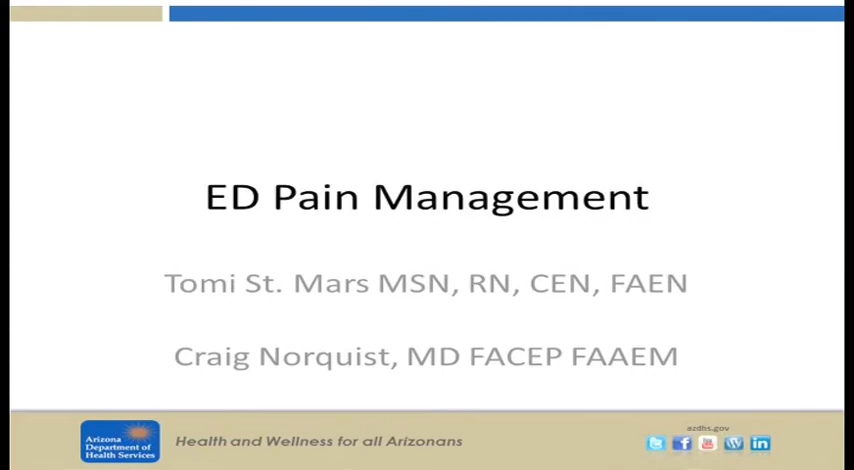 ED Pain Management
Tomi St. Mars MSN, RN, CEN, FAEN
Craig Norquist, MD FACEP FAAEM
Arizona
Department of
Health Services
Health and Wellness for all Arizonans
azdhs.gov